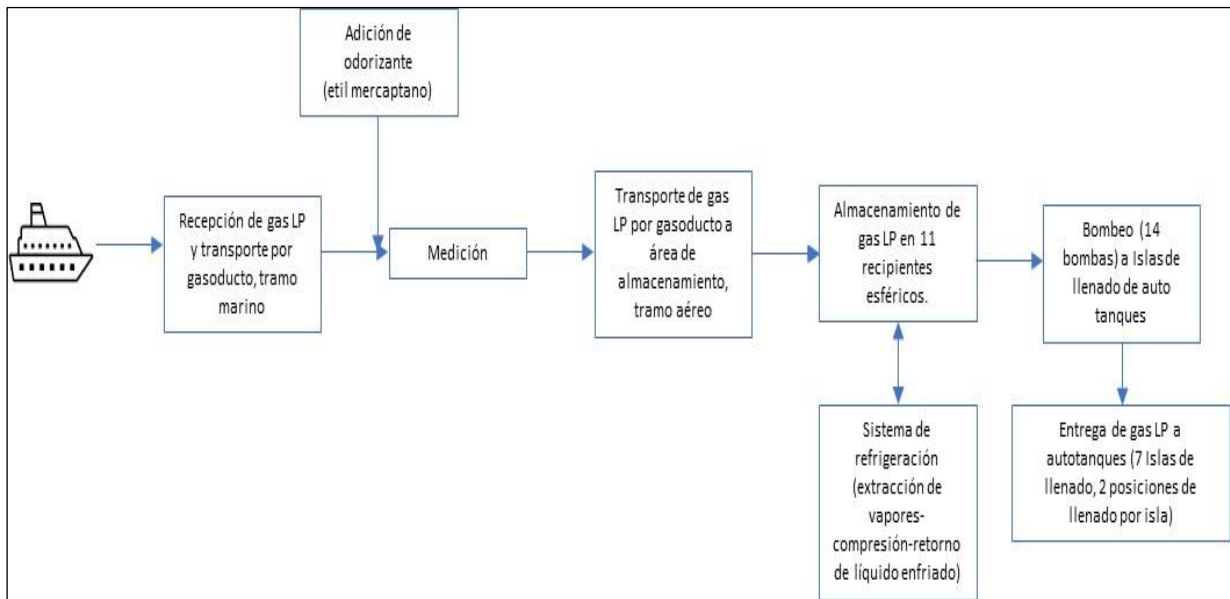 Adición de
odorizante
(etil mercaptano)
Recepción de gas LP
y transporte por
gasoducto, tramo
marino
Medición
Transporte de gas
LP por gasoducto a
área de
almacenamiento,
tramo aéreo
Almacenamiento de
gas LP en 11
recipientes
esféricos.
Bombeo (14
bombas) a Islas de
llenado de auto
tanques
Sistema de
refrigeración
(extracción de
vapores-
compresión-retorno
de líquido enfriado)
Entrega de gas LP a
autotanques (7 Islas de
llenado, 2 posiciones de
llenado por isla)